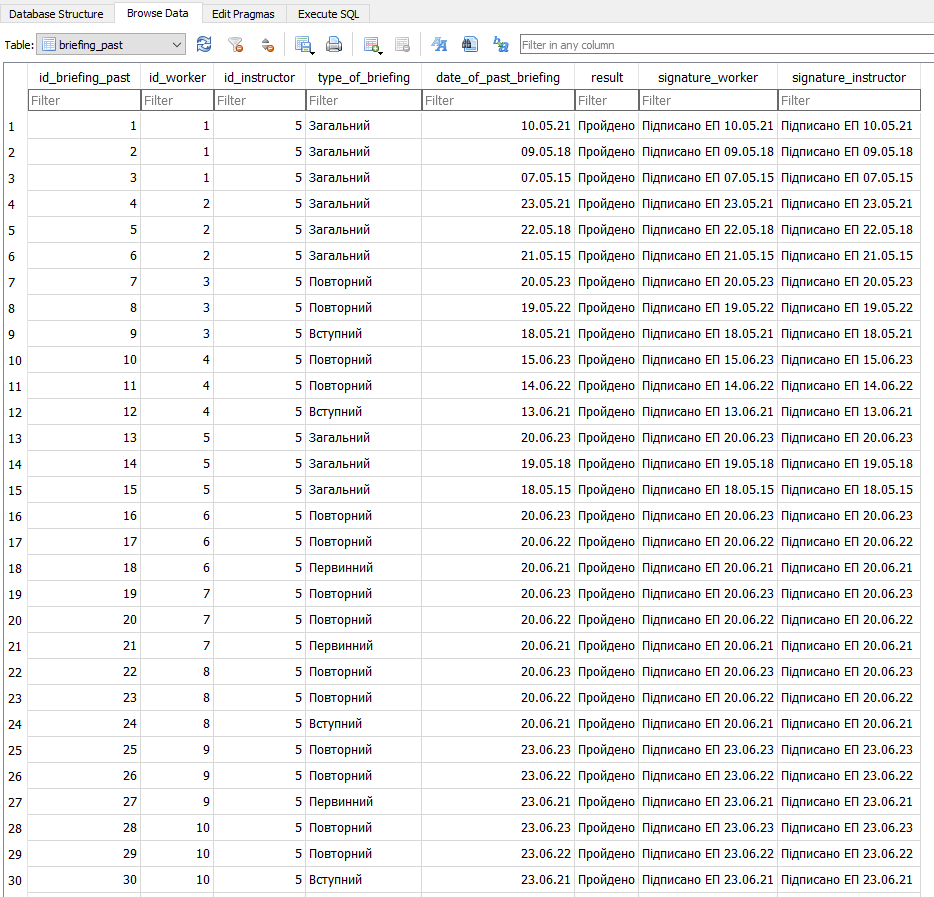 Database Structure Browse Data Edit Pragmas Execute SQL
Table: briefing_past Filter in any column
id_briefing_past id_worker id_instructor type_of_briefing date_of_past_briefing result signature_worker signature_instructor
Filter Filter Filter Filter Filter Filter Filter Filter
1 1 1 5 Загальний 10.05.21 Пройдено Підписано ЕП 10.05.21 Підписано ЕП 10.05.21
2 2 1 5 Загальний 09.05.18 Пройдено Підписано ЕП 09.05.18 Підписано ЕП 09.05.18
3 3 1 5 Загальний 07.05.15 Пройдено Підписано ЕП 07.05.15 Підписано ЕП 07.05.15
4 4 2 5 Загальний 23.05.21 Пройдено Підписано ЕП 23.05.21 Підписано ЕП 23.05.21
5 5 2 5 Загальний 22.05.18 Пройдено Підписано ЕП 22.05.18 Підписано ЕП 22.05.18
6 6 2 5 Загальний 21.05.15 Пройдено Підписано ЕП 21.05.15 Підписано ЕП 21.05.15
7 7 3 5 Повторний 20.05.23 Пройдено Підписано ЕП 20.05.23 Підписано ЕП 20.05.23
8 8 3 5 Повторний 19.05.22 Пройдено Підписано ЕП 19.05.22 Підписано ЕП 19.05.22
9 9 3 5 Вступний 18.05.21 Пройдено Підписано ЕП 18.05.21 Підписано ЕП 18.05.21
10 10 4 5 Повторний 15.06.23 Пройдено Підписано ЕП 15.06.23 Підписано ЕП 15.06.23
11 11 4 5 Повторний 14.06.22 Пройдено Підписано ЕП 14.06.22 Підписано ЕП 14.06.22
12 12 4 5 Вступний 13.06.21 Пройдено Підписано ЕП 13.06.21 Підписано ЕП 13.06.21
13 13 5 5 Загальний 20.06.23 Пройдено Підписано ЕП 20.06.23 Підписано ЕП 20.06.23
14 14 5 5 Загальний 19.05.18 Пройдено Підписано ЕП 19.05.18 Підписано ЕП 19.05.18
15 15 5 5 Загальний 18.05.15 Пройдено Підписано ЕП 18.05.15 Підписано ЕП 18.05.15
16 16 6 5 Повторний 20.06.23 Пройдено Підписано ЕП 20.06.23 Підписано ЕП 20.06.23
17 17 6 5 Повторний 20.06.22 Пройдено Підписано ЕП 20.06.22 Підписано ЕП 20.06.22
18 18 6 5 Первинний 20.06.21 Пройдено Підписано ЕП 20.06.21 Підписано ЕП 20.06.21
19 19 7 5 Повторний 20.06.23 Пройдено Підписано ЕП 20.06.23 Підписано ЕП 20.06.23
20 20 7 5 Повторний 20.06.22 Пройдено Підписано ЕП 20.06.22 Підписано ЕП 20.06.22
21 21 7 5 Первинний 20.06.21 Пройдено Підписано ЕП 20.06.21 Підписано ЕП 20.06.21
22 22 8 5 Повторний 20.06.23 Пройдено Підписано ЕП 20.06.23 Підписано ЕП 20.06.23
23 23 8 5 Повторний 20.06.22 Пройдено Підписано ЕП 20.06.22 Підписано ЕП 20.06.22
24 24 8 5 Вступний 20.06.21 Пройдено Підписано ЕП 20.06.21 Підписано ЕП 20.06.21
25 25 9 5 Повторний 23.06.23 Пройдено Підписано ЕП 23.06.23 Підписано ЕП 23.06.23
26 26 9 5 Повторний 23.06.22 Пройдено Підписано ЕП 23.06.22 Підписано ЕП 23.06.22
27 27 9 5 Первинний 23.06.21 Пройдено Підписано ЕП 23.06.21 Підписано ЕП 23.06.21
28 28 10 5 Повторний 23.06.23 Пройдено Підписано ЕП 23.06.23 Підписано ЕП 23.06.23
29 29 10 5 Повторний 23.06.22 Пройдено Підписано ЕП 23.06.22 Підписано ЕП 23.06.22
30 30 10 5 Вступний 23.06.21 Пройдено Підписано ЕП 23.06.21 Підписано ЕП 23.06.21